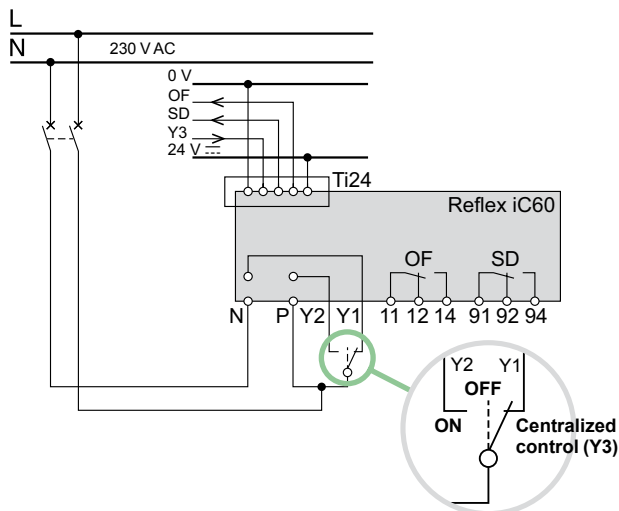 L
N
230 V AC
0 V
OF
SD
Y3
24 V ⎓
Ti24
Reflex iC60
OF SD
N P Y2 Y1 11 12 14 91 92 94
Y2 Y1
OFF
ON Centralized
control (Y3)